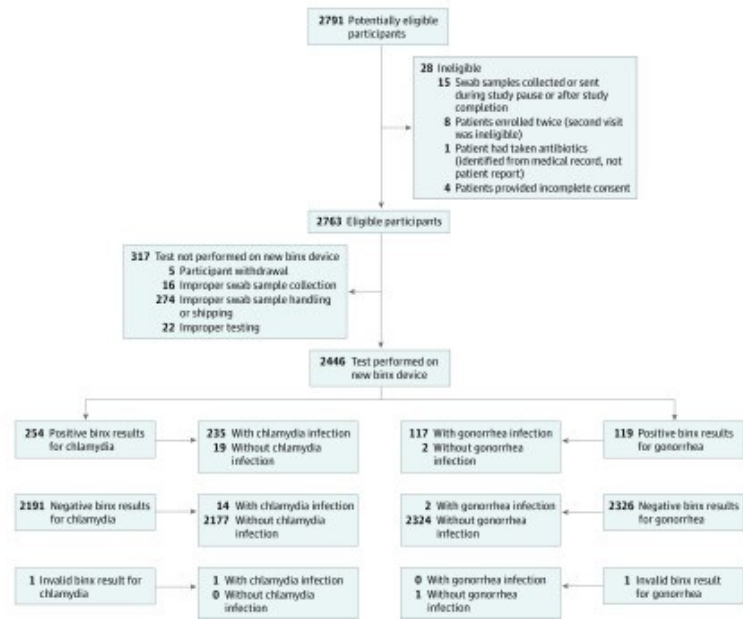 2791 Potentially eligible
participants
28 Ineligible
15 Swab samples collected or sent
during study pause or after study
completion
8 Patients enrolled twice (second visit
was ineligible)
1 Patient had taken antibiotics
(identified from medical record, not
patient report)
4 Patients provided incomplete consent
2763 Eligible participants
317 Test not performed on new binx device
5 Participant withdrawal
16 Improper swab sample collection
274 Improper swab sample handling
or shipping
22 Improper testing
2446 Test performed on
new binx device
254 Positive binx results
for chlamydia
235 With chlamydia infection
19 Without chlamydia
infection
117 With gonorrhea infection
2 Without gonorrhea
infection
119 Positive binx results
for gonorrhea
2191 Negative binx results
for chlamydia
14 With chlamydia infection
2177 Without chlamydia
infection
2 With gonorrhea infection
2324 Without gonorrhea
infection
2326 Negative binx results
for gonorrhea
1 Invalid binx result for
chlamydia
1 With chlamydia infection
0 Without chlamydia
infection
0 With gonorrhea infection
1 Without gonorrhea
infection
1 Invalid binx result
for gonorrhea